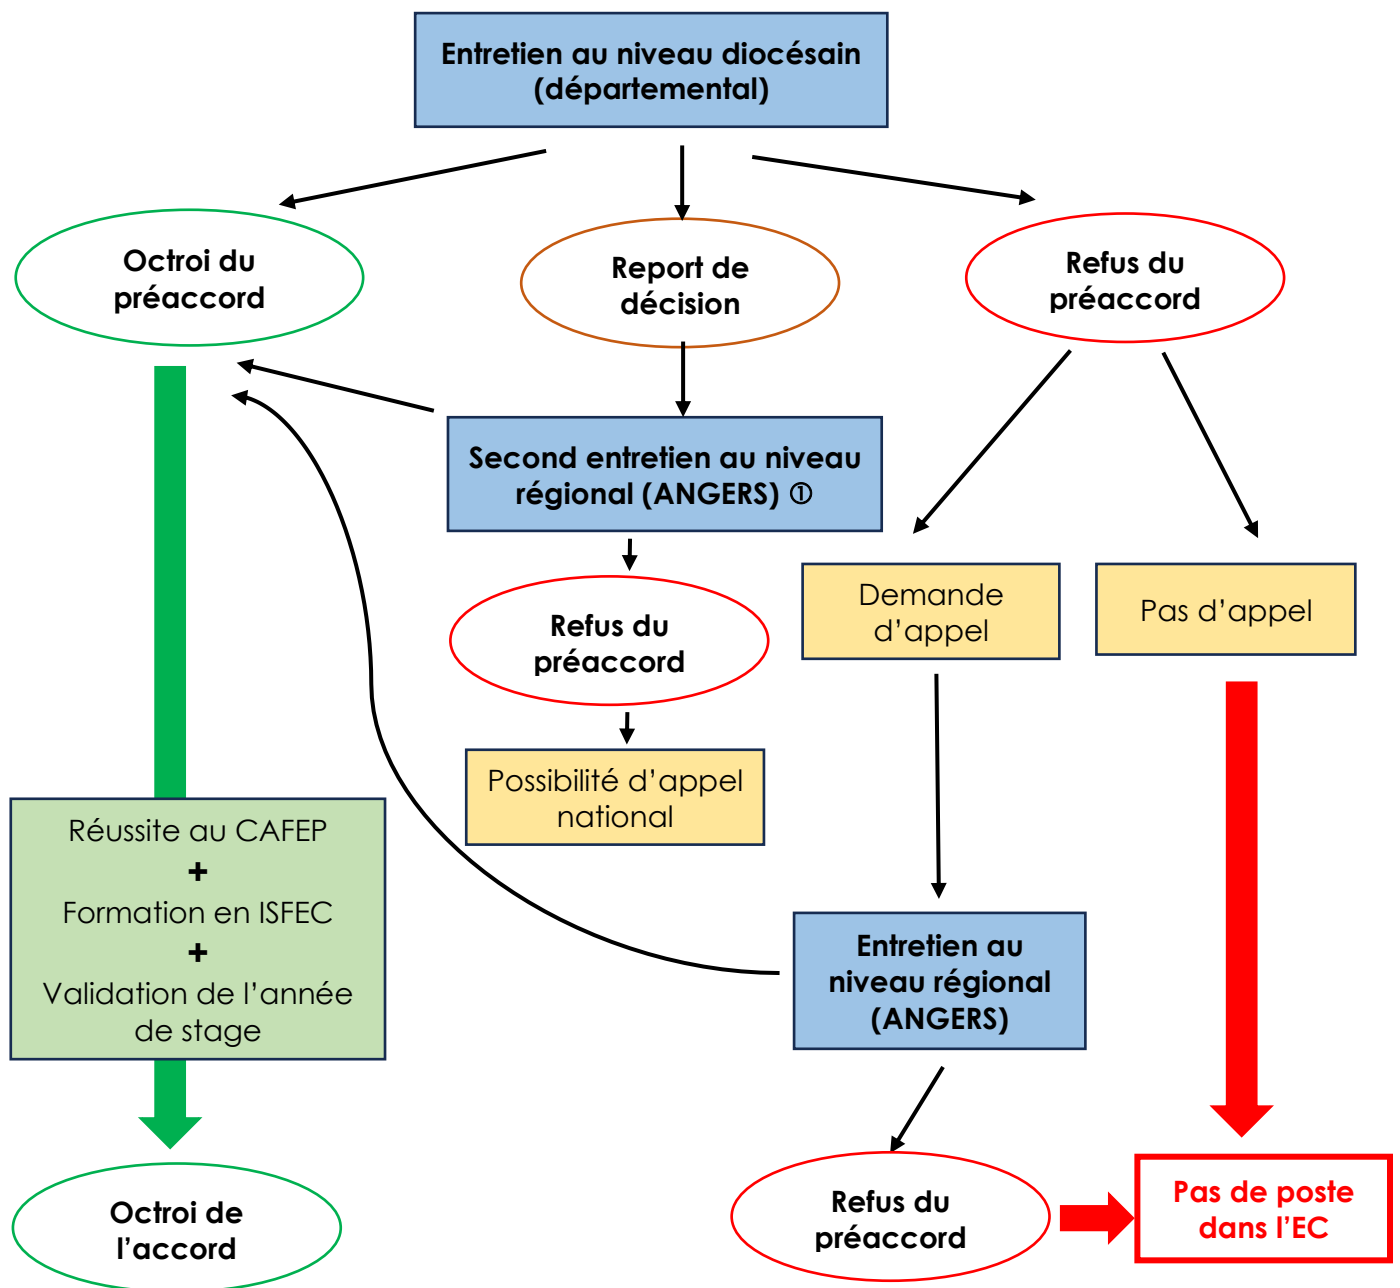 Entretien au niveau diocésain
(départemental)
Octroi du
préaccord
Report de
décision
Refus du
préaccord
Second entretien au niveau
régional (ANGERS) ①
Demande
d’appel
Pas d’appel
Refus du
préaccord
Possibilité d’appel
national
Réussite au CAFEP
+
Formation en ISFEC
+
Validation de l’année
de stage
Entretien au
niveau régional
(ANGERS)
Octroi de
l’accord
Refus du
préaccord
Pas de poste
dans l’EC